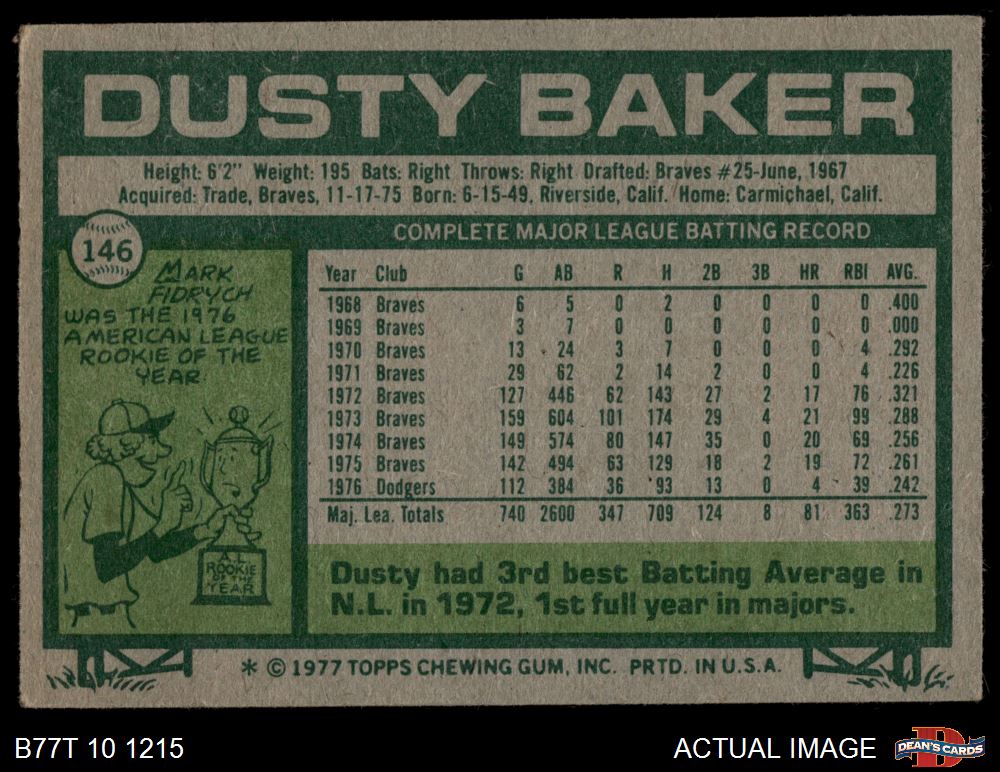 DUSTY BAKER
Height: 6'2" Weight: 195 Bats: Right Throws: Right Drafted: Braves #25-June, 1967
Acquired: Trade, Braves, 11-17-75 Born: 6-15-49, Riverside, Calif. Home: Carmichael, Calif.
146
MARK
FIDRYCH
WAS THE 1976
AMERICAN LEAGUE
ROOKIE OF THE
YEAR
A.L.
ROOKIE
OF THE
YEAR
COMPLETE MAJOR LEAGUE BATTING RECORD
Year Club G AB R H 2B 3B HR RBI AVG.
1968 Braves 6 5 0 2 0 0 0 0 .400
1969 Braves 3 7 0 0 0 0 0 0 .000
1970 Braves 13 24 3 7 0 0 0 4 .292
1971 Braves 29 62 2 14 2 0 0 4 .226
1972 Braves 127 446 62 143 27 2 17 76 .321
1973 Braves 159 604 101 174 29 4 21 99 .288
1974 Braves 149 574 80 147 35 0 20 69 .256
1975 Braves 142 494 63 129 18 2 19 72 .261
1976 Dodgers 112 384 36 93 13 0 4 39 .242
Maj. Lea. Totals 740 2600 347 709 124 8 81 363 .273
Dusty had 3rd best Batting Average in
N.L. in 1972, 1st full year in majors.
* © 1977 TOPPS CHEWING GUM, INC. PRTD. IN U.S.A.
B77T 10 1215
ACTUAL IMAGE
D
DEAN'S CARDS